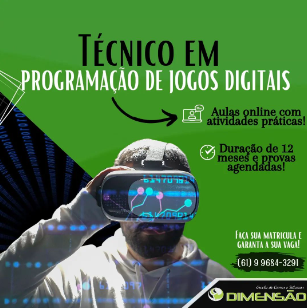 Técnico em
PROGRAMAÇÃO DE JOGOS DIGITAIS
Aulas online com
atividades práticas!
Duração de 12
meses e provas
agendadas!
FAÇA SUA MATRICULA E
GARANTA A SUA VAGA!
(61) 9 9684-3291
DIMENSÃO